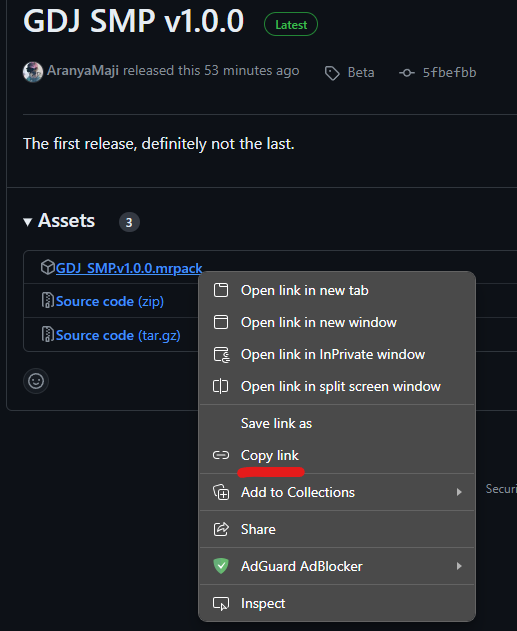 GDJ SMP v1.0.0 Latest
AranyaMaji released this 53 minutes ago Beta 5fbefbb
The first release, definitely not the last.
Assets 3
GDJ_SMP.v1.0.0.mrpack
Source code (zip)
Source code (tar.gz)
Open link in new tab
Open link in new window
Open link in InPrivate window
Open link in split screen window
Save link as
Copy link
Add to Collections
Share
AdGuard AdBlocker
Inspect